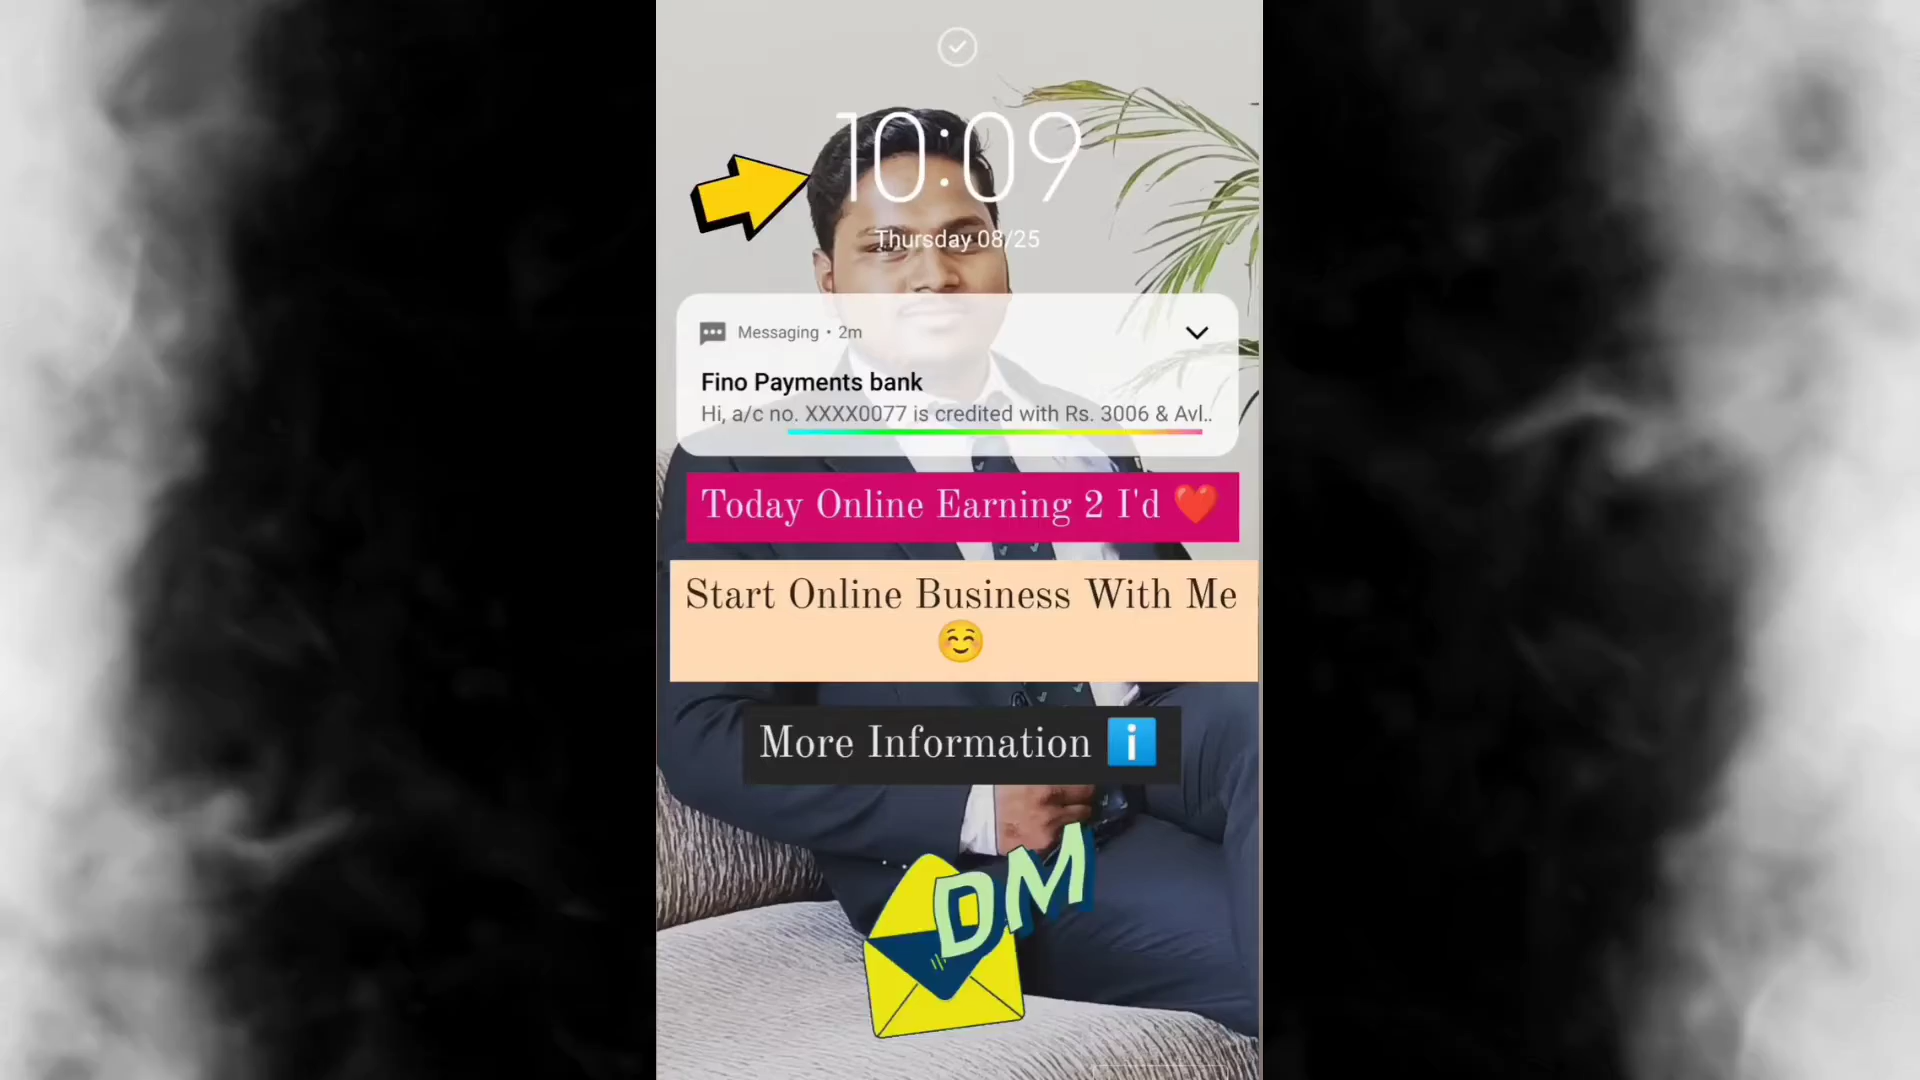 10:09
Thursday 08/25
Messaging • 2m
Fino Payments bank
Hi, a/c no. XXXX0077 is credited with Rs. 3006 & Avl..
Today Online Earning 2 I'd ❤️
Start Online Business With Me
☺️
More Information ℹ️
DM